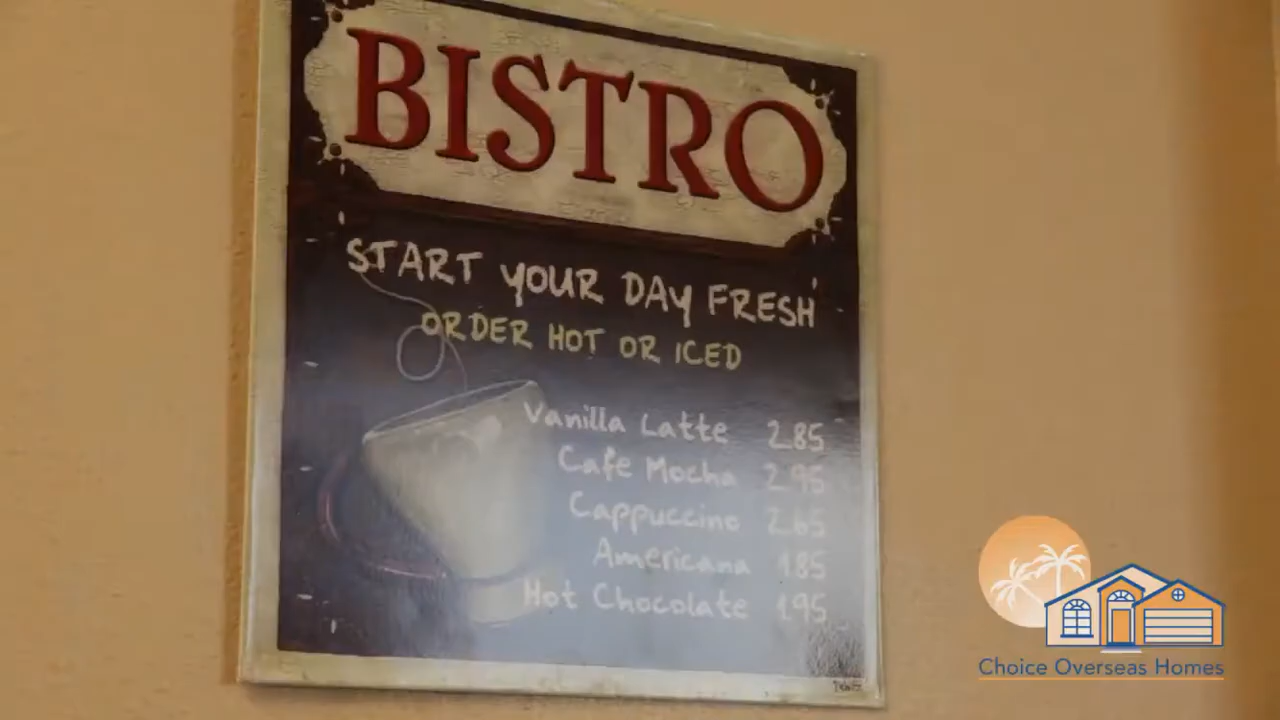 BISTRO
START YOUR DAY FRESH
ORDER HOT OR ICED
Vanilla Latte 2.85
Cafe Mocha 2.95
Cappuccino 2.65
Americana 1.85
Hot Chocolate 1.95
Choice Overseas Homes